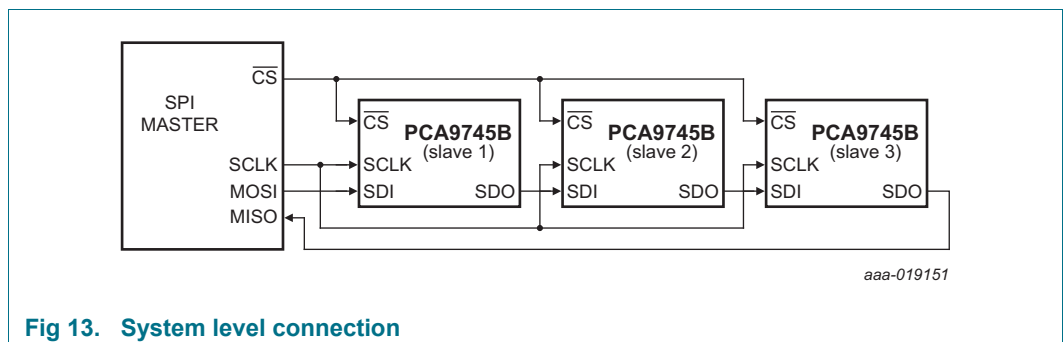 SPI
MASTER
CS
SCLK
MOSI
MISO
CS
PCA9745B
(slave 1)
SCLK
SDI
SDO
CS
PCA9745B
(slave 2)
SCLK
SDI
SDO
CS
PCA9745B
(slave 3)
SCLK
SDI
SDO
aaa-019151
Fig 13. System level connection